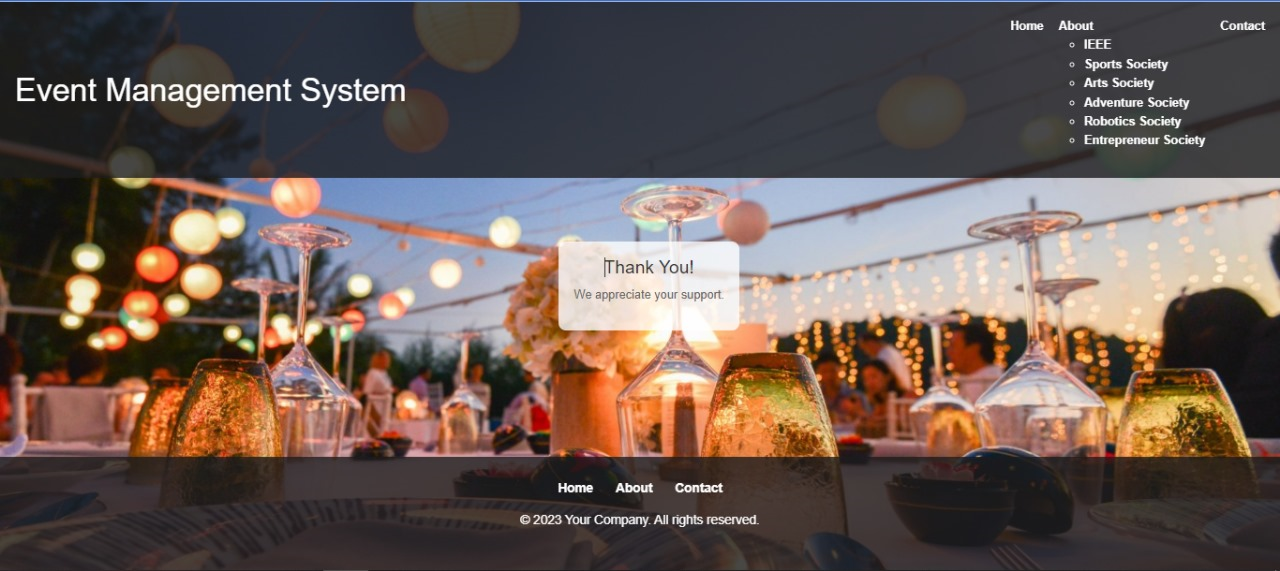 Home About Contact
IEEE
Sports Society
Arts Society
Adventure Society
Robotics Society
Entrepreneur Society
Event Management System
Thank You!
We appreciate your support.
Home About Contact
© 2023 Your Company. All rights reserved.